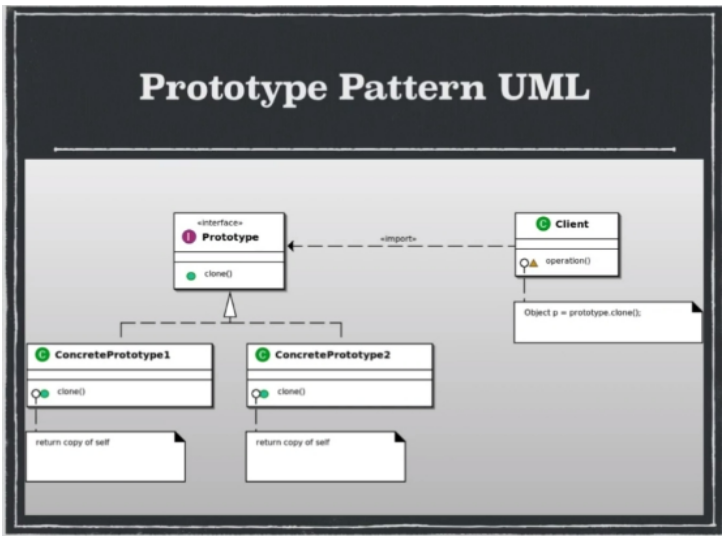 Prototype Pattern UML
«interface»
I Prototype
clone()
«import»
C Client
operation()
Object p = prototype.clone();
C ConcretePrototype1
clone()
return copy of self
C ConcretePrototype2
clone()
return copy of self